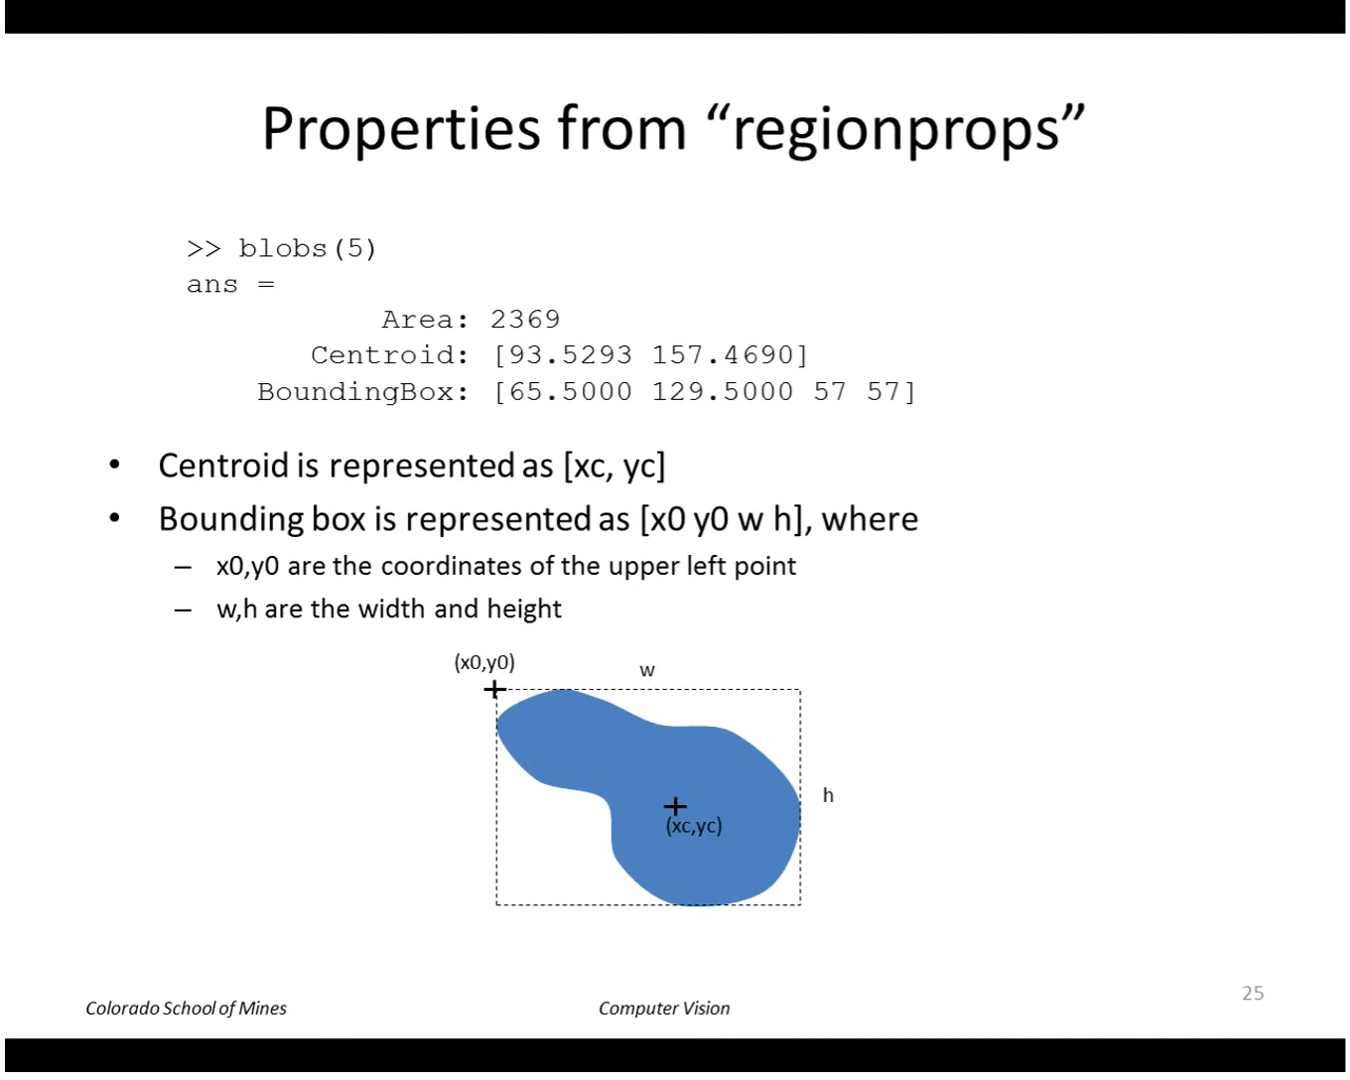 Properties from “regionprops”
>> blobs(5)
ans =
Area: 2369
Centroid: [93.5293 157.4690]
BoundingBox: [65.5000 129.5000 57 57]
• Centroid is represented as [xc, yc]
• Bounding box is represented as [x0 y0 w h], where
– x0,y0 are the coordinates of the upper left point
– w,h are the width and height
(x0,y0)
w
h
(xc,yc)
25
Colorado School of Mines
Computer Vision